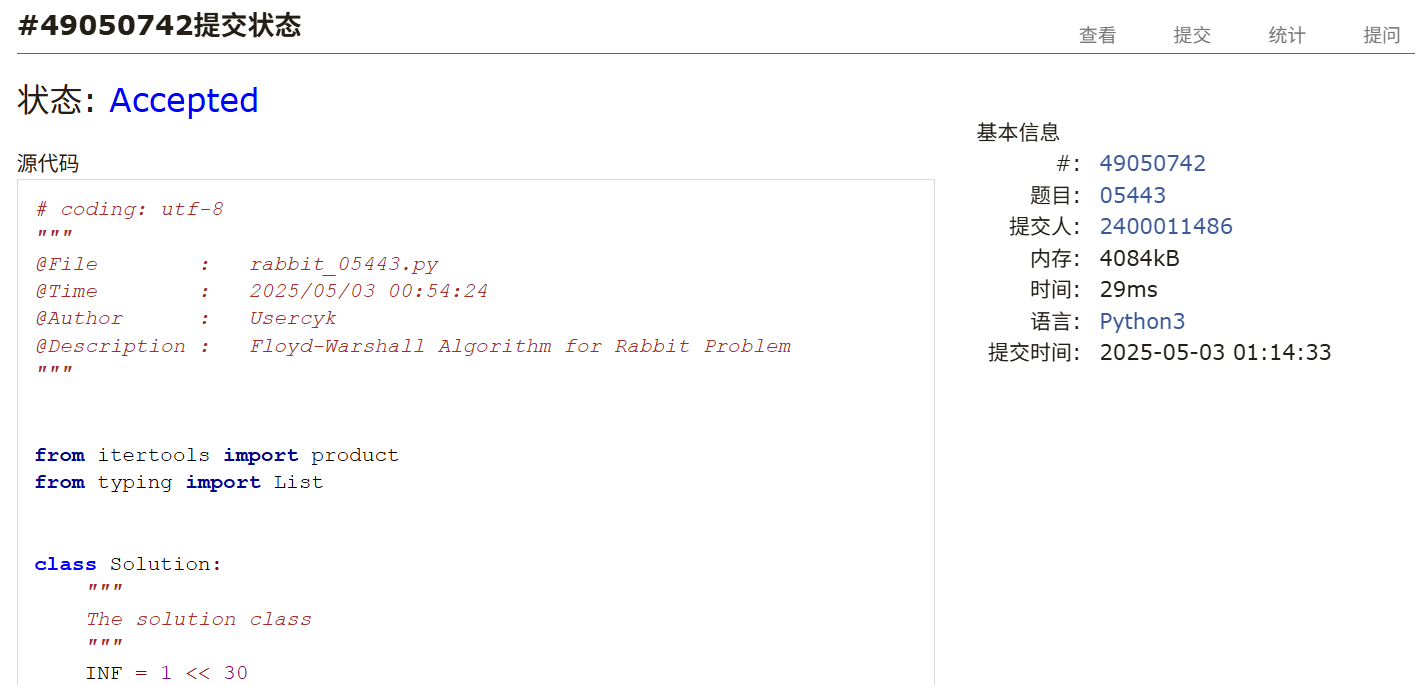 #49050742提交状态
查看 提交 统计 提问
状态: Accepted
源代码
# coding: utf-8
"""
@File        :   rabbit_05443.py
@Time        :   2025/05/03 00:54:24
@Author      :   Usercyk
@Description :   Floyd-Warshall Algorithm for Rabbit Problem
"""
from itertools import product
from typing import List
class Solution:
    """
    The solution class
    """
    INF = 1 << 30
基本信息
#: 49050742
题目: 05443
提交人: 2400011486
内存: 4084kB
时间: 29ms
语言: Python3
提交时间: 2025-05-03 01:14:33